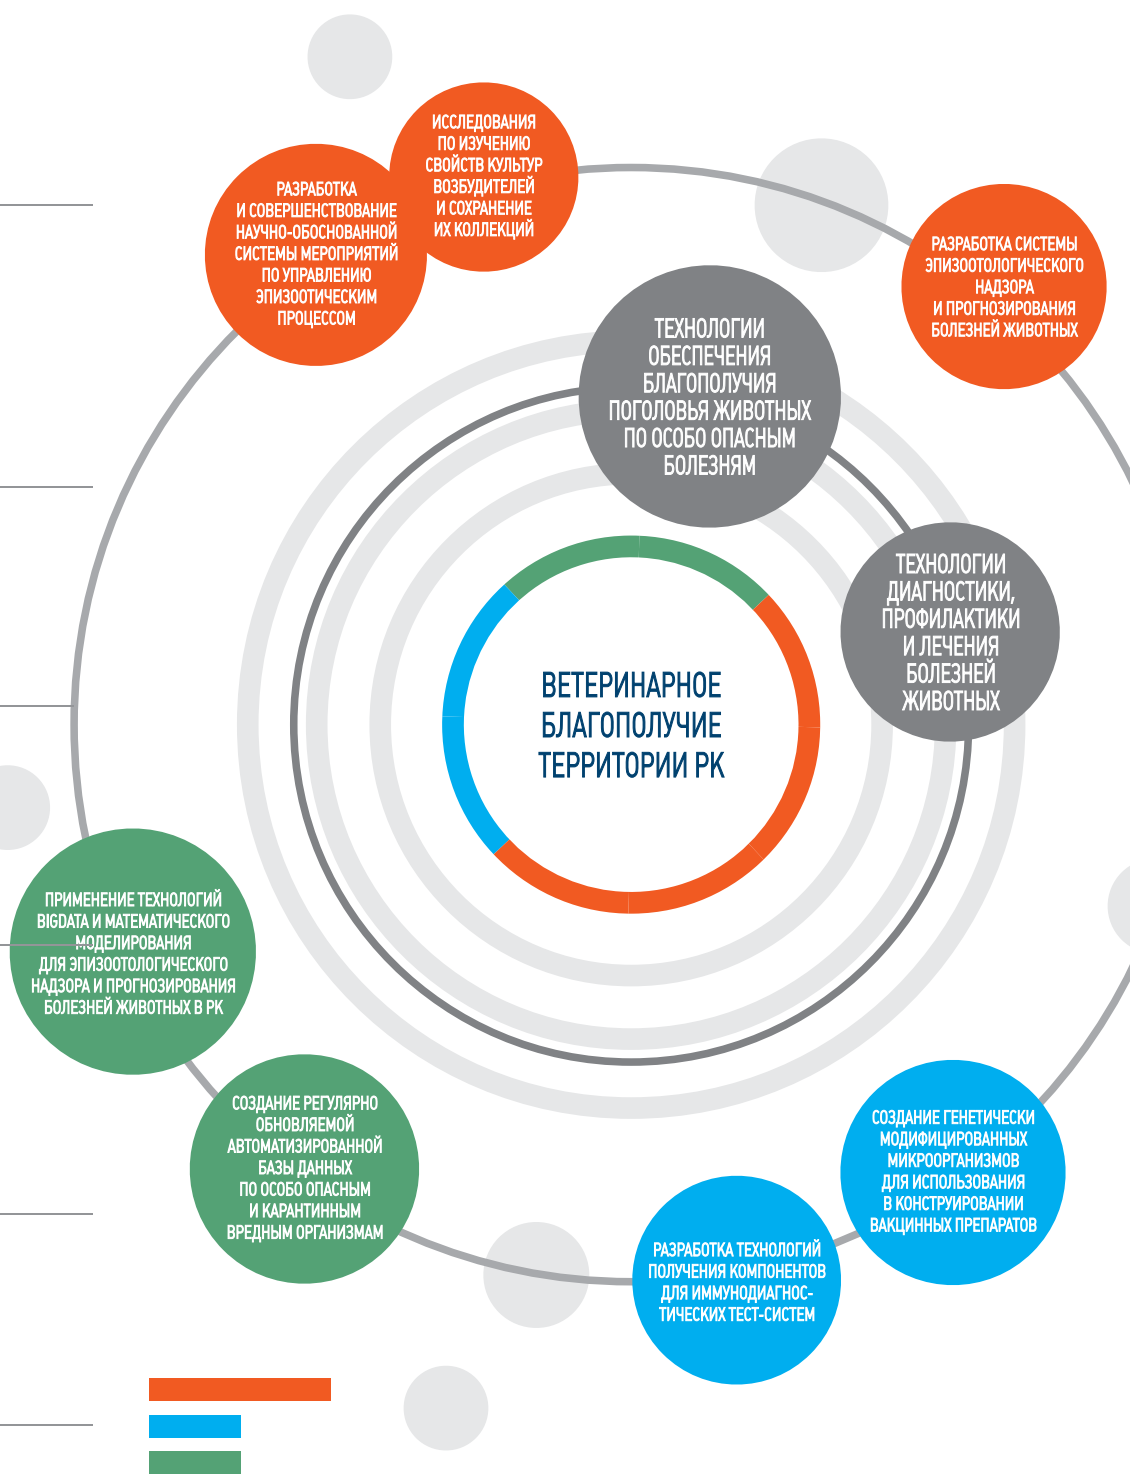 ИССЛЕДОВАНИЯ
ПО ИЗУЧЕНИЮ
СВОЙСТВ КУЛЬТУР
ВОЗБУДИТЕЛЕЙ
И СОХРАНЕНИЕ
ИХ КОЛЛЕКЦИЙ
РАЗРАБОТКА
И СОВЕРШЕНСТВОВАНИЕ
НАУЧНО-ОБОСНОВАННОЙ
СИСТЕМЫ МЕРОПРИЯТИЙ
ПО УПРАВЛЕНИЮ
ЭПИЗООТИЧЕСКИМ
ПРОЦЕССОМ
РАЗРАБОТКА СИСТЕМЫ
ЭПИЗООТОЛОГИЧЕСКОГО
НАДЗОРА
И ПРОГНОЗИРОВАНИЯ
БОЛЕЗНЕЙ ЖИВОТНЫХ
ТЕХНОЛОГИИ
ОБЕСПЕЧЕНИЯ
БЛАГОПОЛУЧИЯ
ПОГОЛОВЬЯ ЖИВОТНЫХ
ПО ОСОБО ОПАСНЫМ
БОЛЕЗНЯМ
ТЕХНОЛОГИИ
ДИАГНОСТИКИ,
ПРОФИЛАКТИКИ
И ЛЕЧЕНИЯ
БОЛЕЗНЕЙ
ЖИВОТНЫХ
ВЕТЕРИНАРНОЕ
БЛАГОПОЛУЧИЕ
ТЕРРИТОРИИ РК
ПРИМЕНЕНИЕ ТЕХНОЛОГИЙ
BIGDATA И МАТЕМАТИЧЕСКОГО
МОДЕЛИРОВАНИЯ
ДЛЯ ЭПИЗООТОЛОГИЧЕСКОГО
НАДЗОРА И ПРОГНОЗИРОВАНИЯ
БОЛЕЗНЕЙ ЖИВОТНЫХ В РК
СОЗДАНИЕ РЕГУЛЯРНО
ОБНОВЛЯЕМОЙ
АВТОМАТИЗИРОВАННОЙ
БАЗЫ ДАННЫХ
ПО ОСОБО ОПАСНЫМ
И КАРАНТИННЫМ
ВРЕДНЫМ ОРГАНИЗМАМ
СОЗДАНИЕ ГЕНЕТИЧЕСКИ
МОДИФИЦИРОВАННЫХ
МИКРООРГАНИЗМОВ
ДЛЯ ИСПОЛЬЗОВАНИЯ
В КОНСТРУИРОВАНИИ
ВАКЦИННЫХ ПРЕПАРАТОВ
РАЗРАБОТКА ТЕХНОЛОГИЙ
ПОЛУЧЕНИЯ КОМПОНЕНТОВ
ДЛЯ ИММУНОДИАГНОС-
ТИЧЕСКИХ ТЕСТ-СИСТЕМ